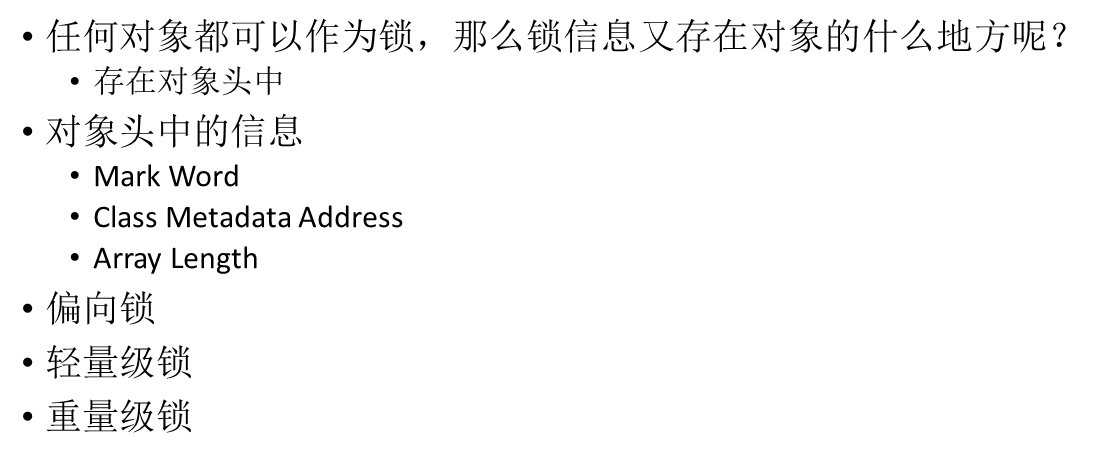 • 任何对象都可以作为锁，那么锁信息又存在对象的什么地方呢？
• 存在对象头中
• 对象头中的信息
• Mark Word
• Class Metadata Address
• Array Length
• 偏向锁
• 轻量级锁
• 重量级锁